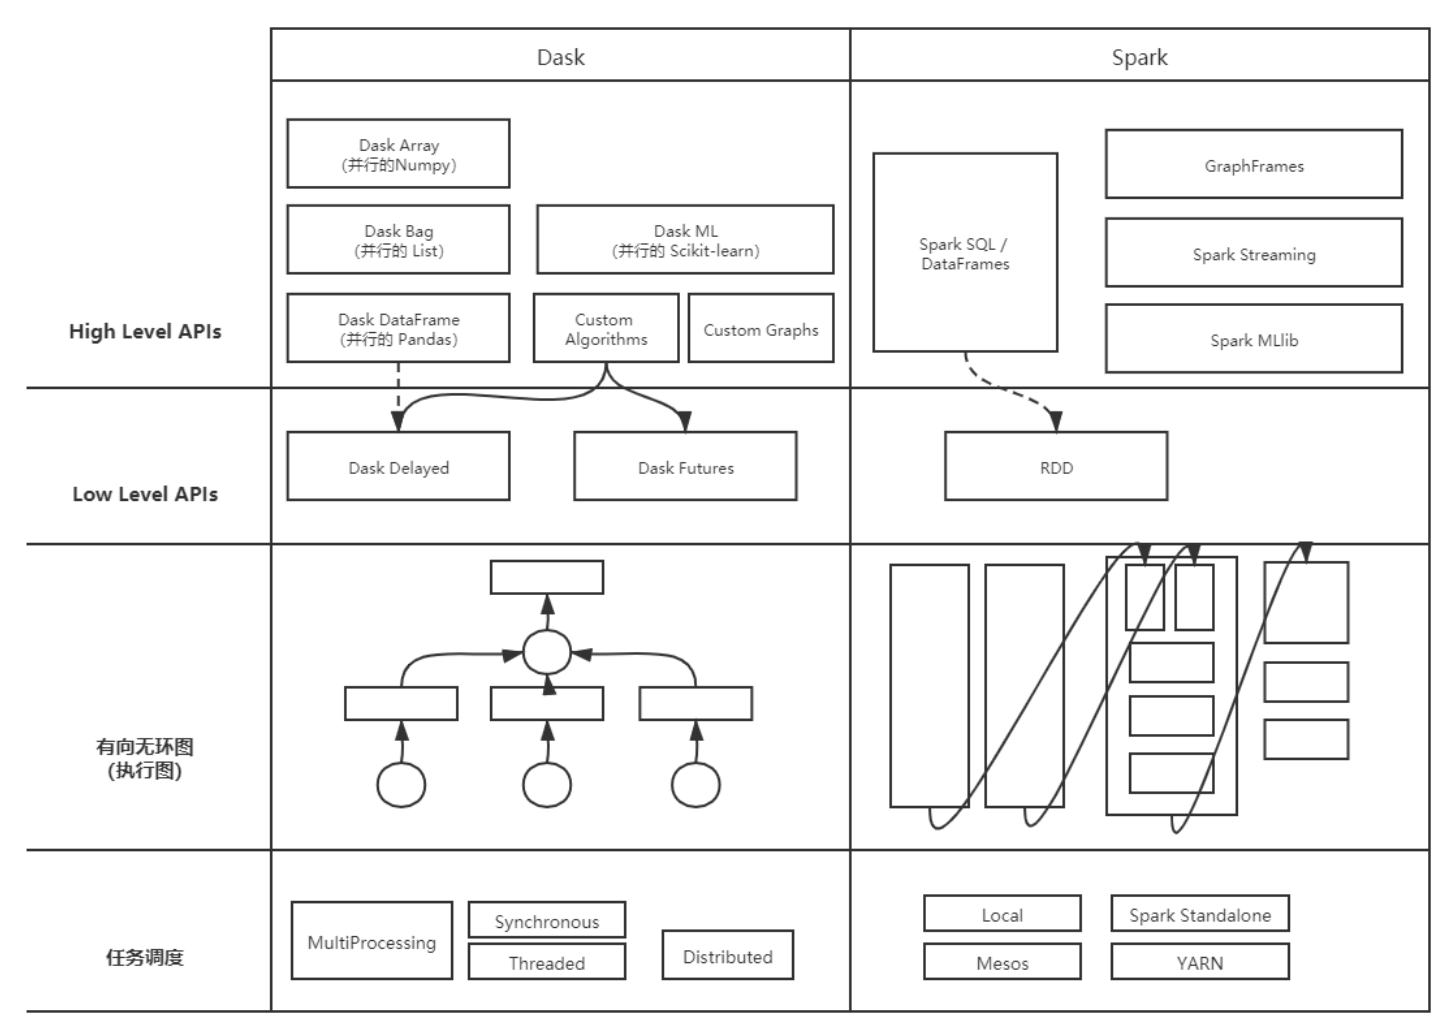 Dask
Spark
High Level APIs
Dask Array
(并行的Numpy)
Dask Bag
(并行的 List)
Dask ML
(并行的 Scikit-learn)
Dask DataFrame
(并行的 Pandas)
Custom
Algorithms
Custom Graphs
Spark SQL /
DataFrames
GraphFrames
Spark Streaming
Spark MLlib
Low Level APIs
Dask Delayed
Dask Futures
RDD
有向无环图
(执行图)
任务调度
MultiProcessing
Synchronous
Threaded
Distributed
Local
Spark Standalone
Mesos
YARN